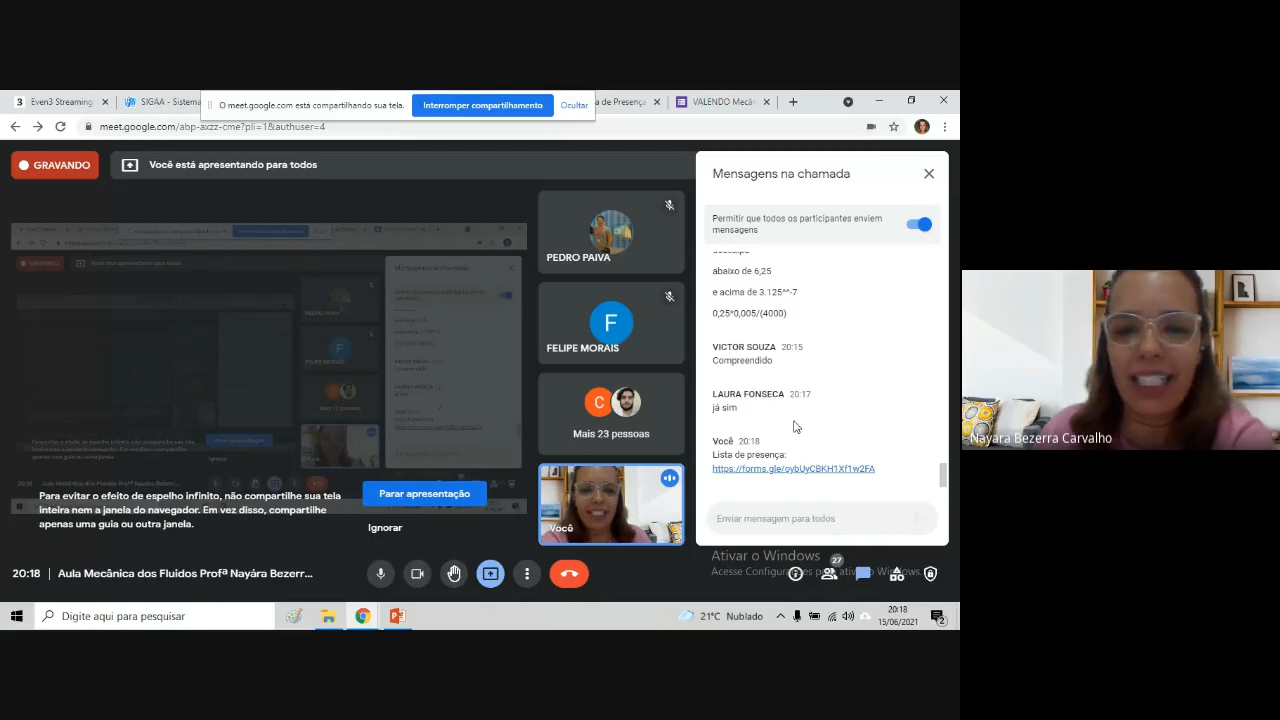 Even3 Streaming
SIGAA - Sistema
O meet.google.com está compartilhando sua tela.
Interromper compartilhamento
Ocultar
a de Presença
VALENDO Mecân
meet.google.com/abp-axzz-cme?pli=1&authuser=4
GRAVANDO
Você está apresentando para todos
PEDRO PAIVA
F
FELIPE MORAIS
C
Mais 23 pessoas
Você
Para evitar o efeito de espelho infinito, não compartilhe sua tela
inteira nem a janela do navegador. Em vez disso, compartilhe
apenas uma guia ou outra janela.
Parar apresentação
Ignorar
Mensagens na chamada
Permitir que todos os participantes enviem
mensagens
abaixo de 6,25
e acima de 3.125^^-7
0,25*0,005/(4000)
VICTOR SOUZA 20:15
Compreendido
LAURA FONSECA 20:17
já sim
Você 20:18
Lista de presença:
https://forms.gle/oybUyCBKH1Xf1w2FA
Enviar mensagem para todos
Ativar o Windows
Acesse Configurações para ativar o Windows.
27
20:18 | Aula Mecânica dos Fluidos Profª Nayára Bezerr...
Digite aqui para pesquisar
21°C Nublado
20:18
15/06/2021
2
Nayara Bezerra Carvalho